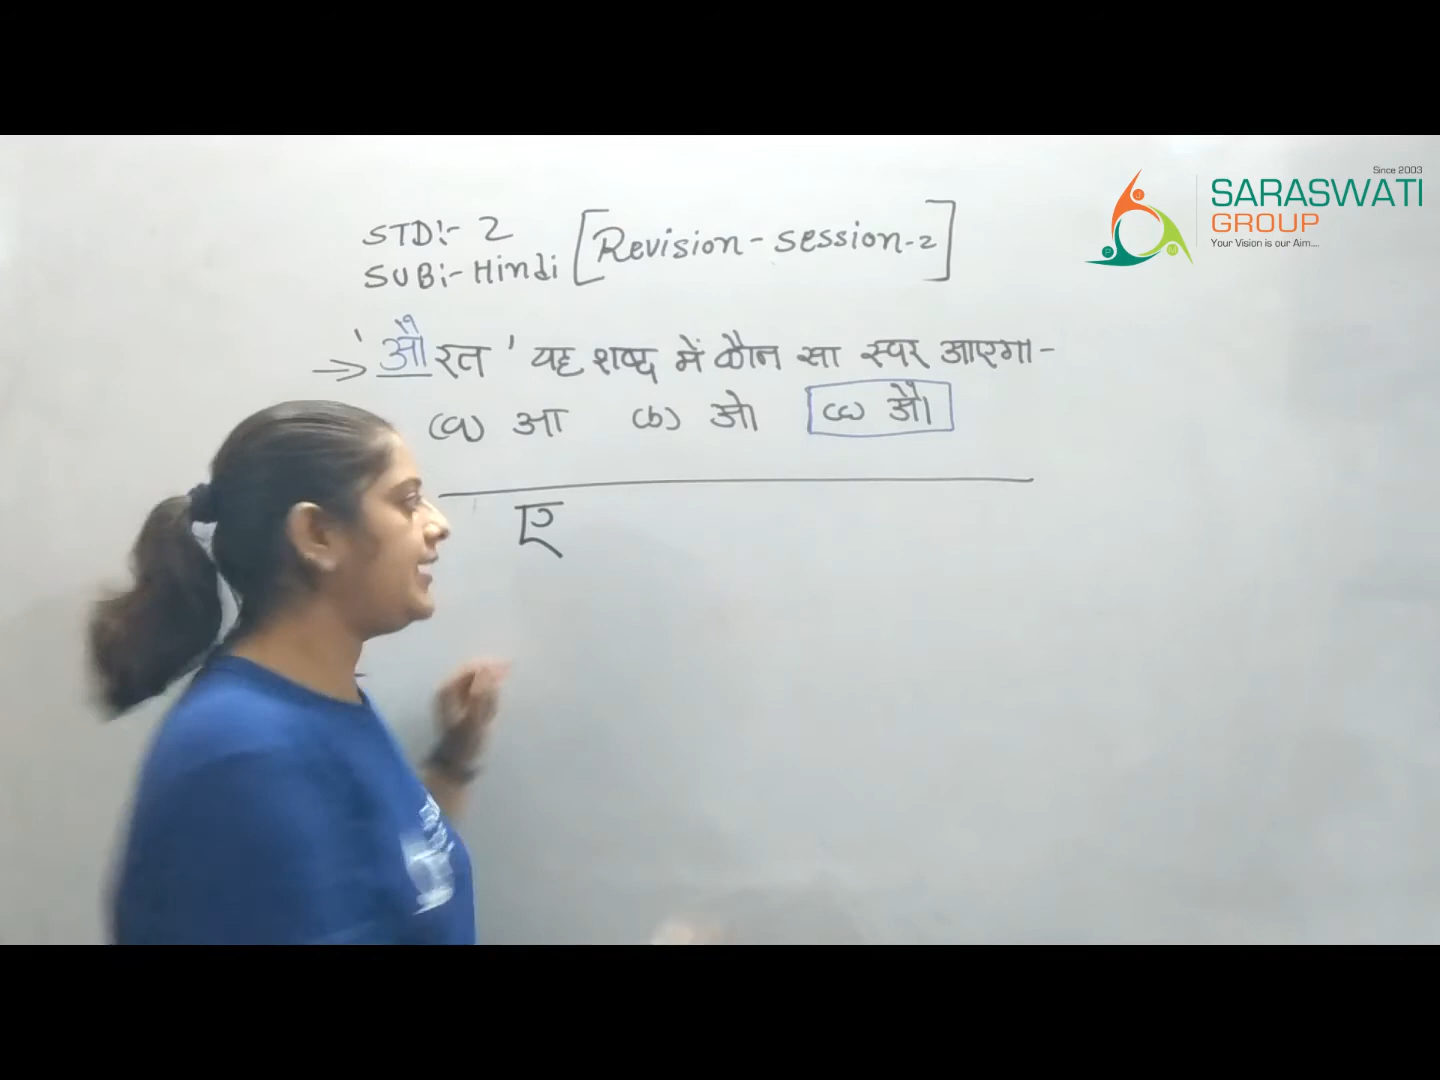 Since 2003
SARASWATI
GROUP
Your Vision is our Aim....
STD:- 2
SUB:- Hindi [Revision-session-2]
→ 'औरत' यह शब्द में कौन सा स्वर आएगा-
(a) आ (b) ओ (c) औ
ए